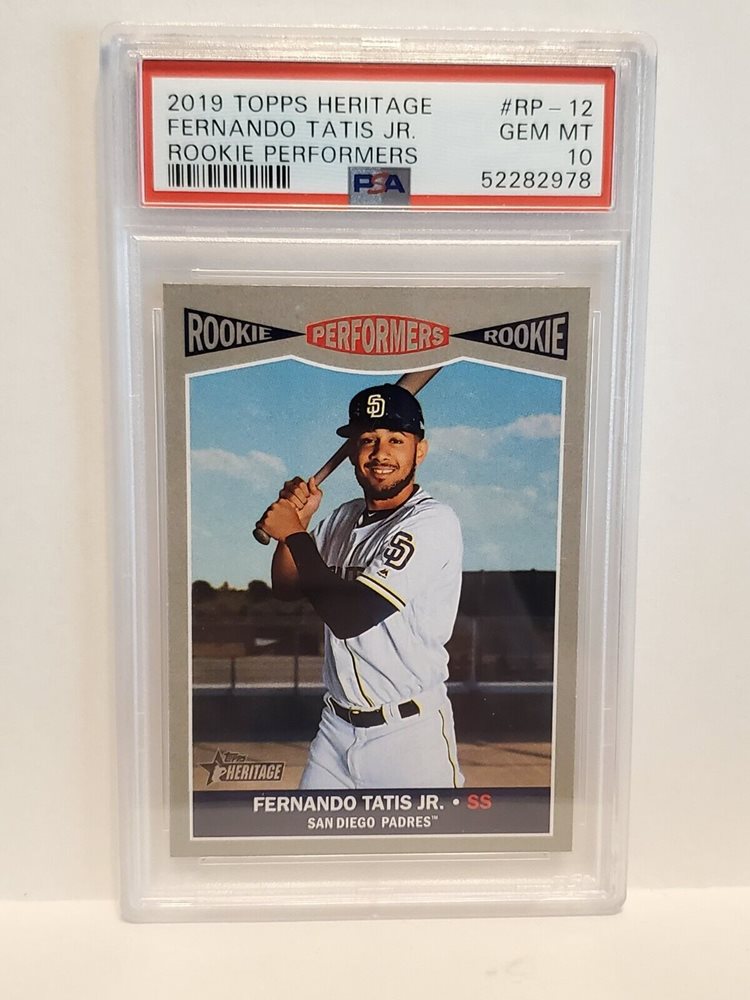 2019 TOPPS HERITAGE #RP-12
FERNANDO TATIS JR. GEM MT
ROOKIE PERFORMERS 10
PSA 52282978
ROOKIE PERFORMERS ROOKIE
SD
SD
Topps
HERITAGE
FERNANDO TATIS JR. • SS
SAN DIEGO PADRES™